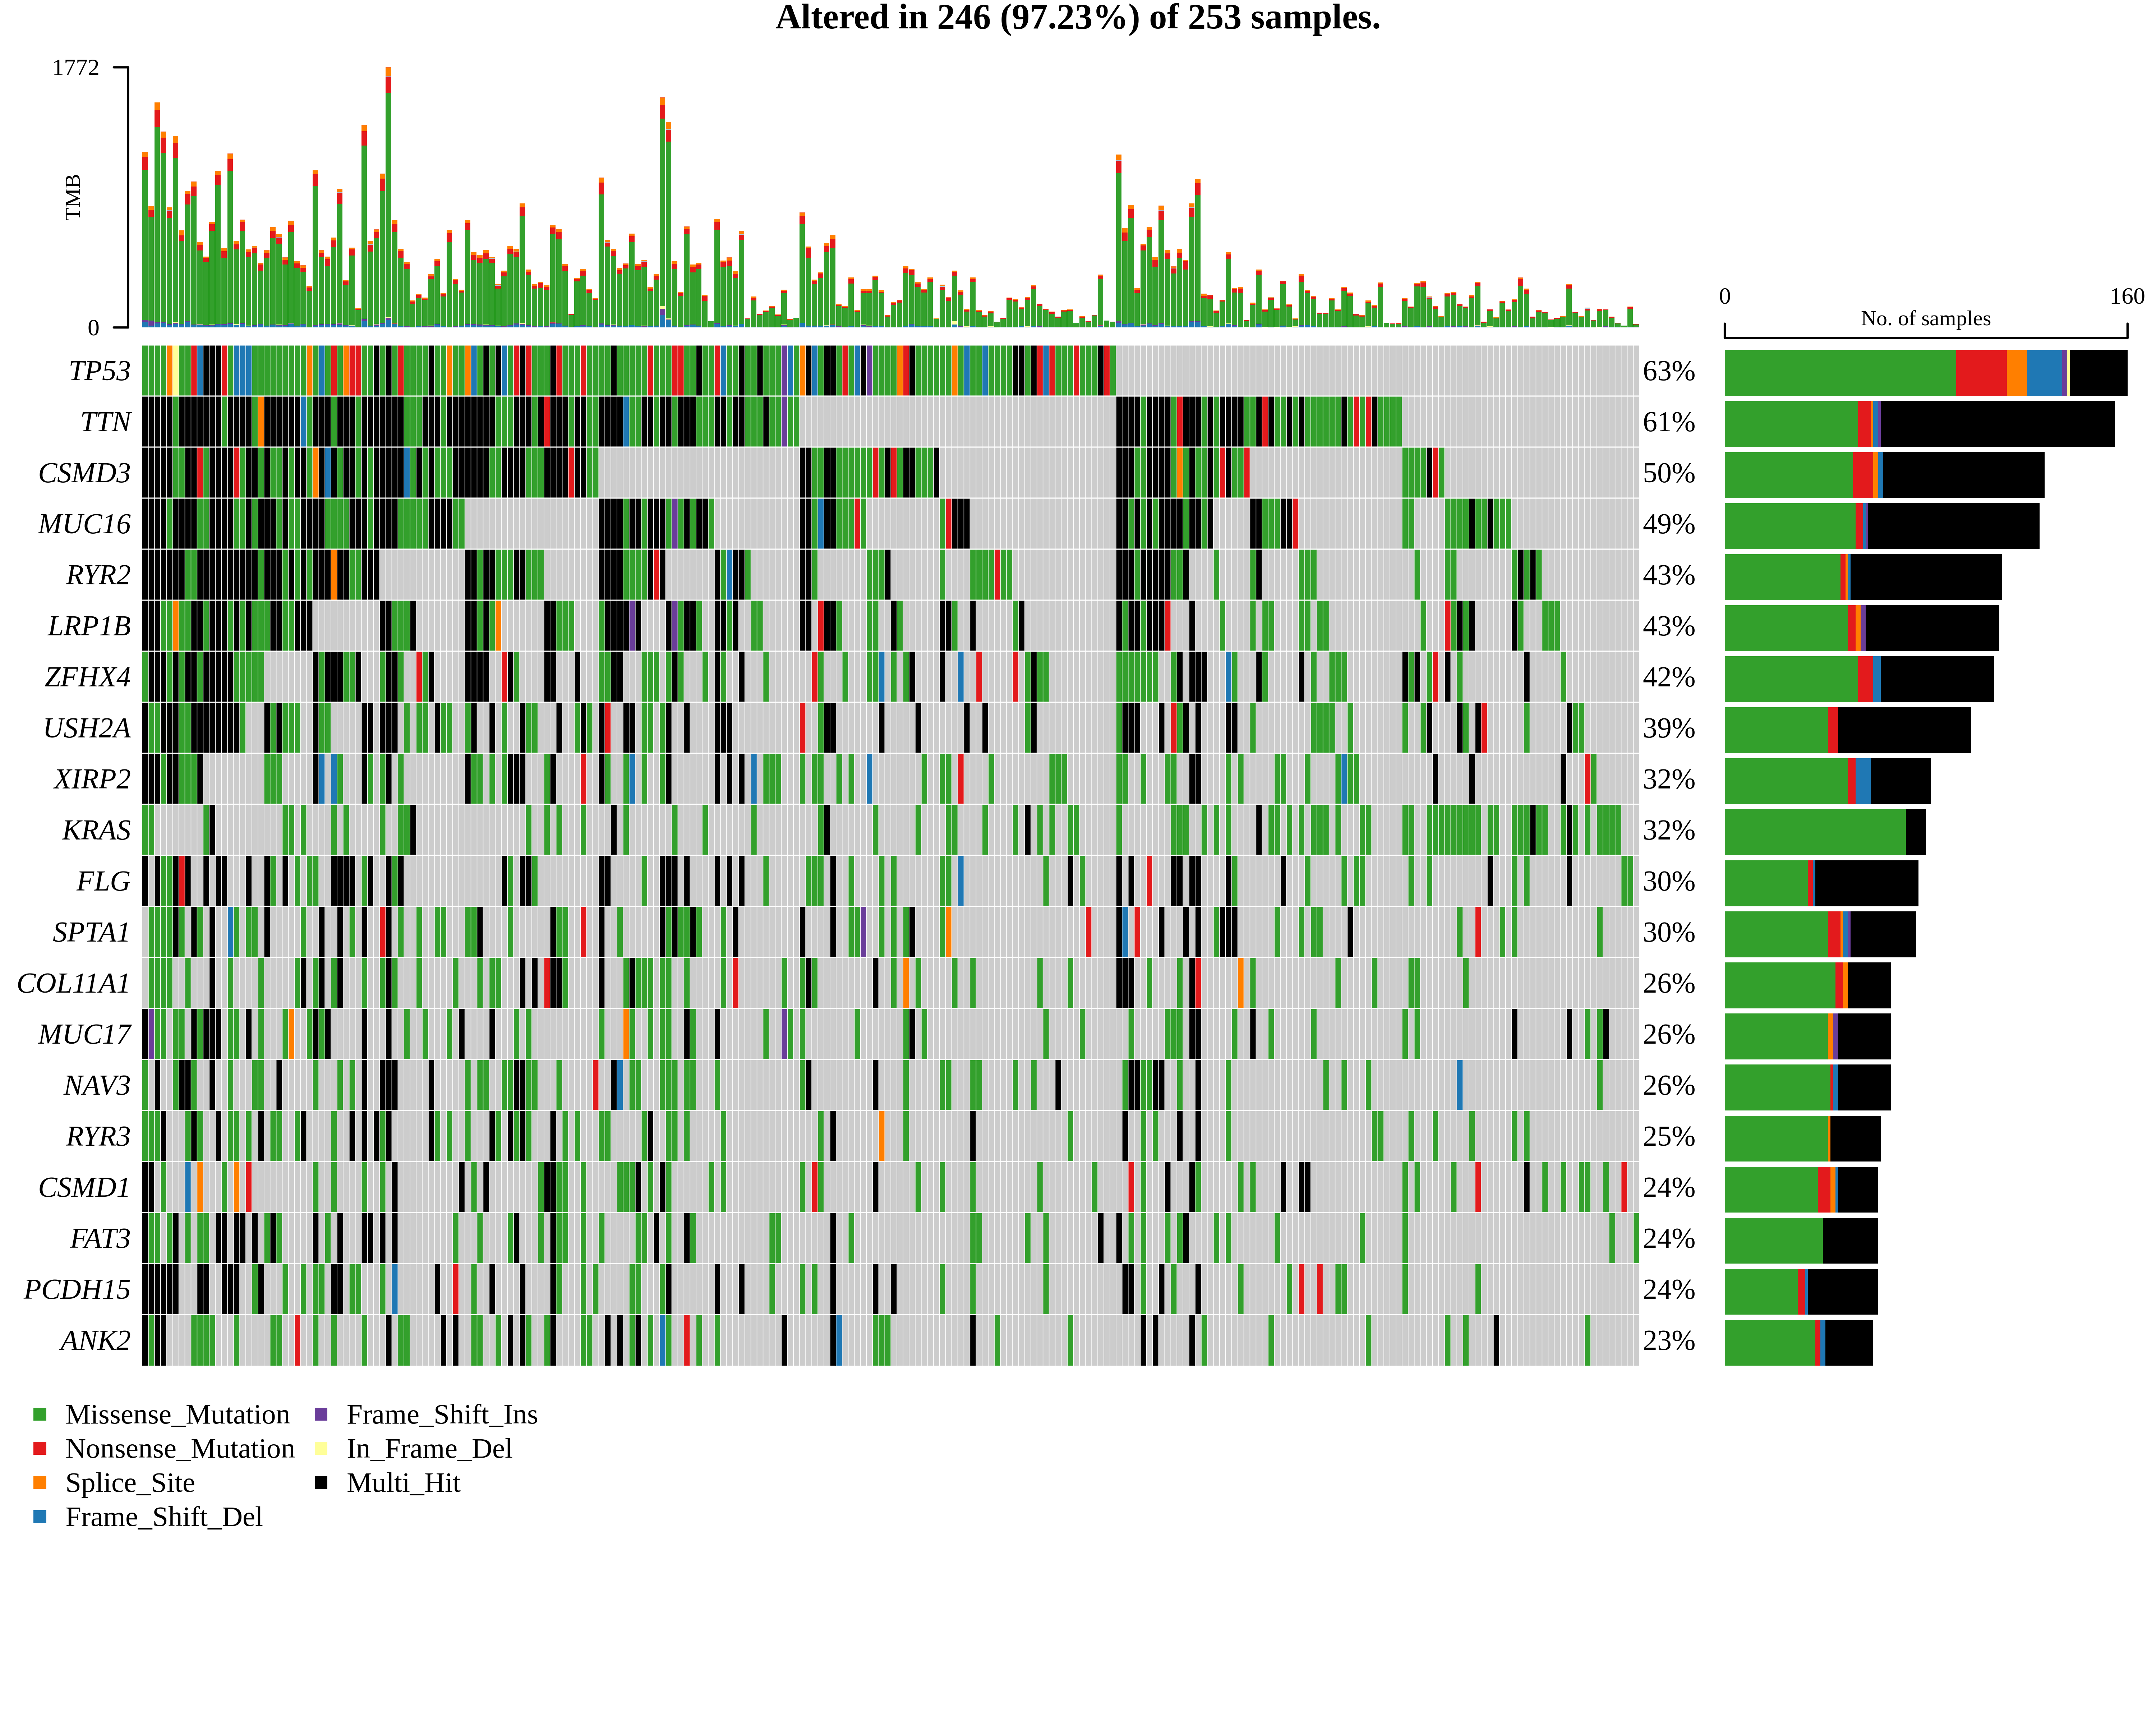 Altered in 246 (97.23%) of 253 samples.
1772
TMB
0
0 160
No. of samples
TP53 63%
TTN 61%
CSMD3 50%
MUC16 49%
RYR2 43%
LRP1B 43%
ZFHX4 42%
USH2A 39%
XIRP2 32%
KRAS 32%
FLG 30%
SPTA1 30%
COL11A1 26%
MUC17 26%
NAV3 26%
RYR3 25%
CSMD1 24%
FAT3 24%
PCDH15 24%
ANK2 23%
Missense_Mutation Frame_Shift_Ins
Nonsense_Mutation In_Frame_Del
Splice_Site Multi_Hit
Frame_Shift_Del